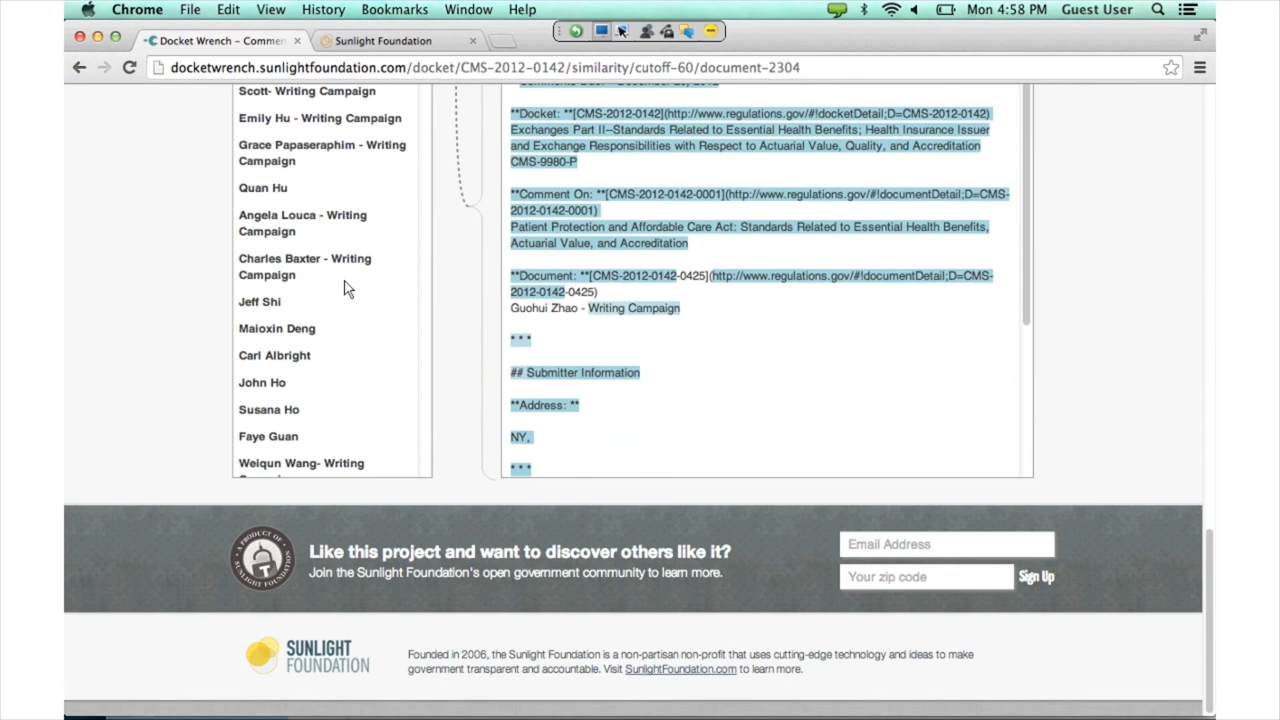 Chrome File Edit View History Bookmarks Window Help Mon 4:58 PM Guest User
Docket Wrench – Commen
Sunlight Foundation
docketwrench.sunlightfoundation.com/docket/CMS-2012-0142/similarity/cutoff-60/document-2304
Scott- Writing Campaign
Emily Hu - Writing Campaign
Grace Papaseraphim - Writing
Campaign
Quan Hu
Angela Louca - Writing
Campaign
Charles Baxter - Writing
Campaign
Jeff Shi
Maioxin Deng
Carl Albright
John Ho
Susana Ho
Faye Guan
Weiqun Wang- Writing
**Docket: **[CMS-2012-0142](http://www.regulations.gov/#!docketDetail;D=CMS-2012-0142)
Exchanges Part II--Standards Related to Essential Health Benefits; Health Insurance Issuer
and Exchange Responsibilities with Respect to Actuarial Value, Quality, and Accreditation
CMS-9980-P
**Comment On: **[CMS-2012-0142-0001](http://www.regulations.gov/#!documentDetail;D=CMS-
2012-0142-0001)
Patient Protection and Affordable Care Act: Standards Related to Essential Health Benefits,
Actuarial Value, and Accreditation
**Document: **[CMS-2012-0142-0425](http://www.regulations.gov/#!documentDetail;D=CMS-
2012-0142-0425)
Guohui Zhao - Writing Campaign
* * *
## Submitter Information
**Address: **
NY,
* * *
A PRODUCT OF
SUNLIGHT FOUNDATION
Like this project and want to discover others like it?
Join the Sunlight Foundation's open government community to learn more.
Email Address
Your zip code
Sign Up
SUNLIGHT
FOUNDATION
Founded in 2006, the Sunlight Foundation is a non-partisan non-profit that uses cutting-edge technology and ideas to make
government transparent and accountable. Visit SunlightFoundation.com to learn more.